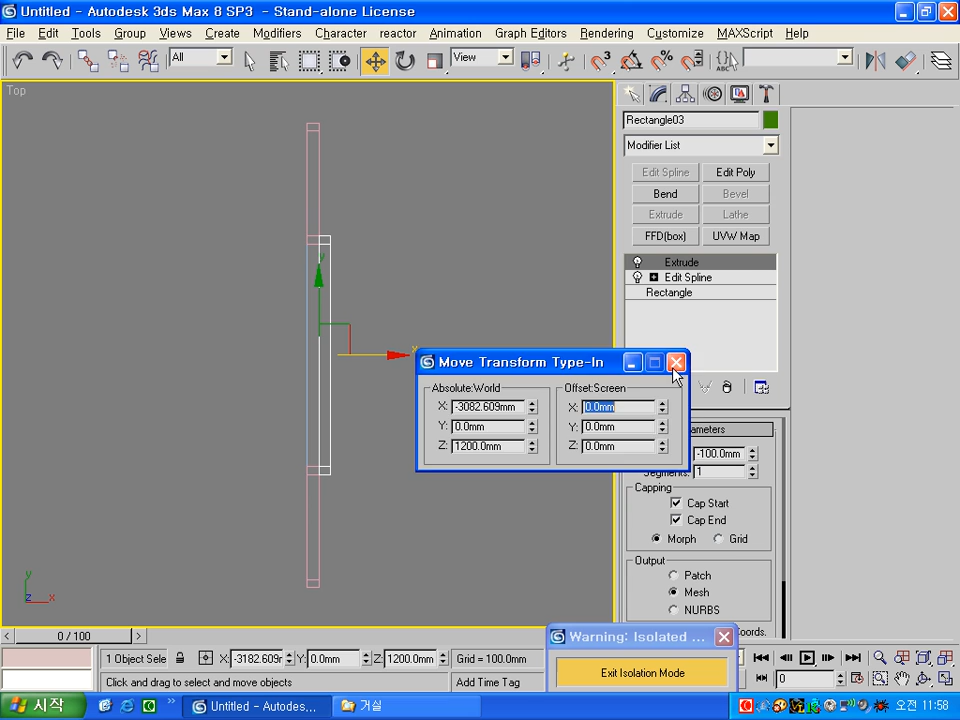 Untitled - Autodesk 3ds Max 8 SP3 - Stand-alone License
File Edit Tools Group Views Create Modifiers Character reactor Animation Graph Editors Rendering Customize MAXScript Help
All View
Top
Rectangle03
Modifier List
Edit Spline Edit Poly
Bend Bevel
Extrude Lathe
FFD(box) UVW Map
Extrude
Edit Spline
Rectangle
y
x
Move Transform Type-In
Absolute:World Offset:Screen
X: -3082.609mm X: 0.0mm
Y: 0.0mm Y: 0.0mm
Z: 1200.0mm Z: 0.0mm
-100.0mm
1
Capping
Cap Start
Cap End
Morph Grid
Output
Patch
Mesh
NURBS
Coords.
y
z x
0 / 100
Warning: Isolated ...
Exit Isolation Mode
1 Object Sele X: -3182.609r Y: 0.0mm Z: 1200.0mm Grid = 100.0mm
Click and drag to select and move objects Add Time Tag
0
시작 Untitled - Autodes... 거실 오전 11:58